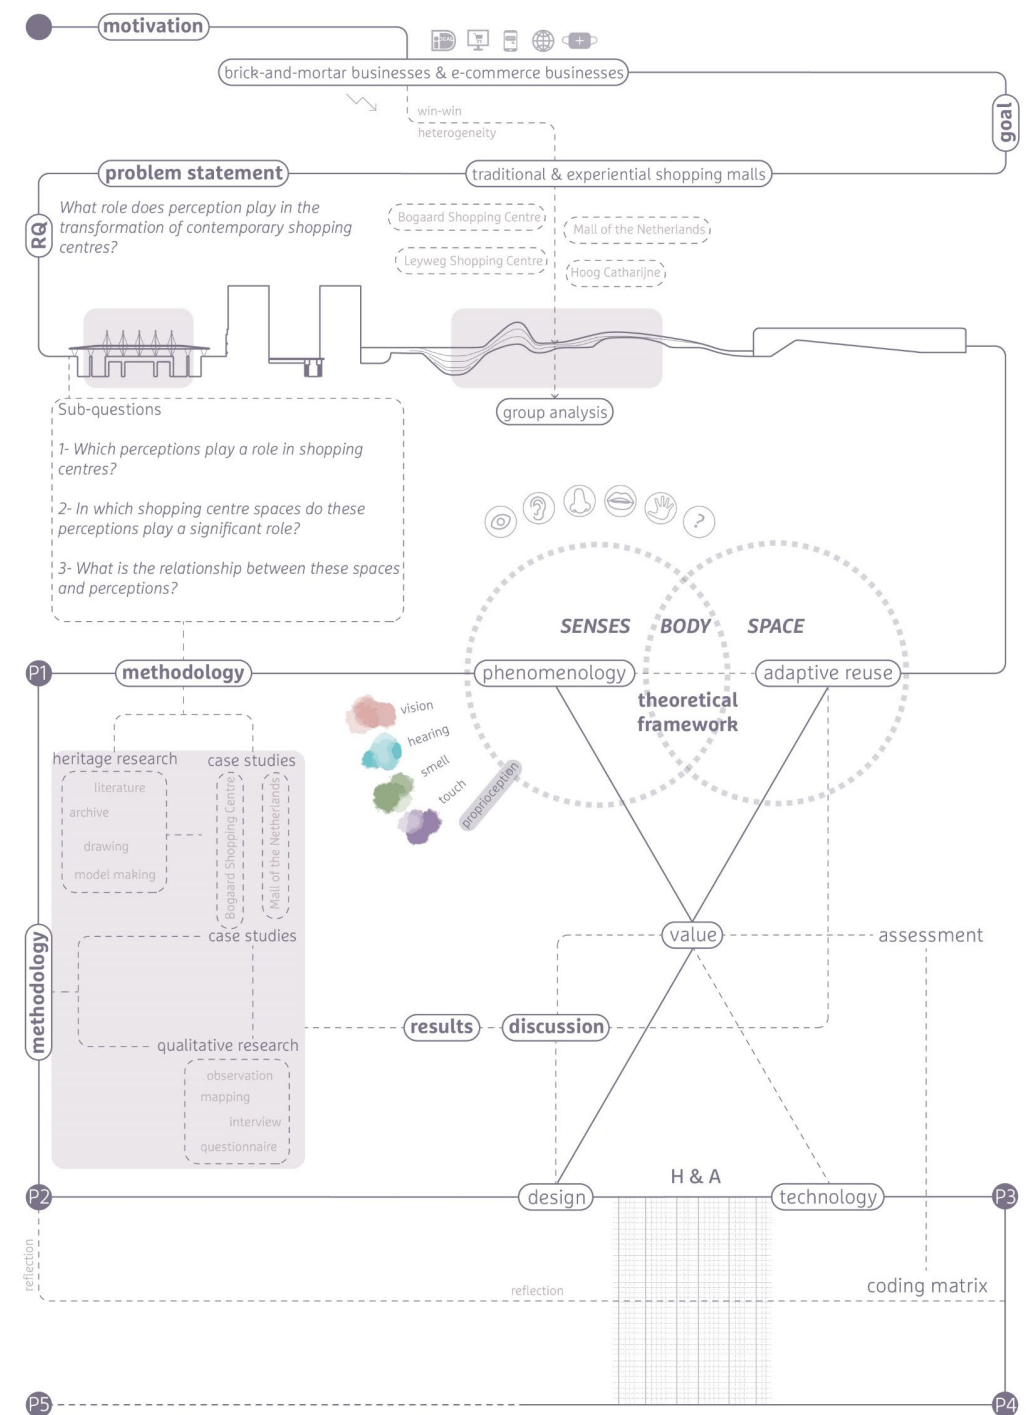 motivation
iDEAL
brick-and-mortar businesses & e-commerce businesses
win-win
heterogeneity
goal
problem statement
traditional & experiential shopping malls
RQ
What role does perception play in the
transformation of contemporary shopping
centres?
Bogaard Shopping Centre
Mall of the Netherlands
Leyweg Shopping Centre
Hoog Catharijne
group analysis
Sub-questions
1- Which perceptions play a role in shopping
centres?
2- In which shopping centre spaces do these
perceptions play a significant role?
3- What is the relationship between these spaces
and perceptions?
?
SENSES BODY SPACE
P1
methodology
phenomenology
adaptive reuse
theoretical
framework
vision
hearing
smell
touch
proprioception
heritage research
case studies
literature
archive
drawing
model making
Bogaard Shopping Centre
Mall of the Netherlands
case studies
methodology
value
assessment
results
discussion
qualitative research
observation
mapping
interview
questionnaire
H & A
P2
design
technology
P3
reflection
reflection
coding matrix
P5
P4